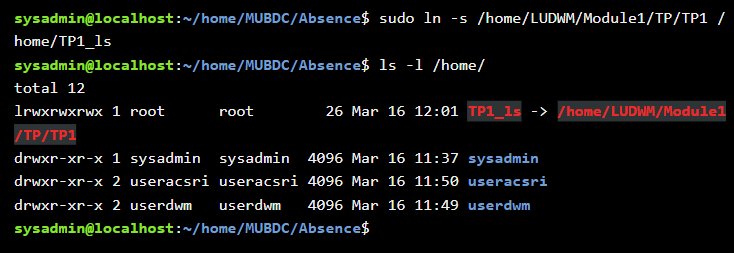 sysadmin@localhost:~/home/MUBDC/Absence$ sudo ln -s /home/LUDWM/Module1/TP/TP1 /
home/TP1_ls
sysadmin@localhost:~/home/MUBDC/Absence$ ls -l /home/
total 12
lrwxrwxrwx 1 root     root       26 Mar 16 12:01 TP1_ls -> /home/LUDWM/Module1
/TP/TP1
drwxr-xr-x 1 sysadmin sysadmin 4096 Mar 16 11:37 sysadmin
drwxr-xr-x 2 useracsri useracsri 4096 Mar 16 11:50 useracsri
drwxr-xr-x 2 userdwm  userdwm  4096 Mar 16 11:49 userdwm
sysadmin@localhost:~/home/MUBDC/Absence$